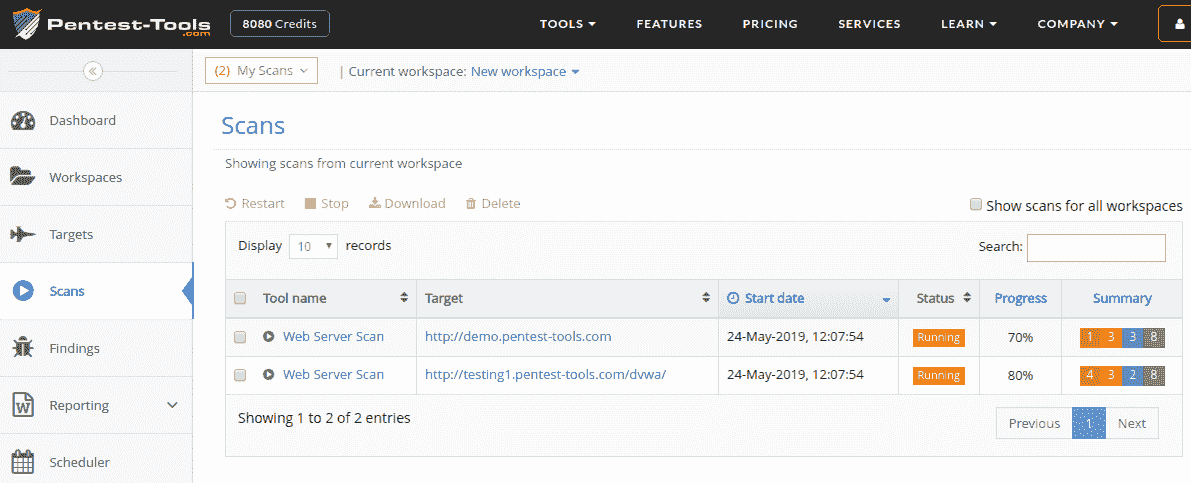 Pentest-Tools
.com
8080 Credits
TOOLS
FEATURES
PRICING
SERVICES
LEARN
COMPANY
(2) My Scans
| Current workspace: New workspace
Dashboard
Workspaces
Targets
Scans
Findings
Reporting
Scheduler
Scans
Showing scans from current workspace
Restart
Stop
Download
Delete
Show scans for all workspaces
Display 10 records
Search:
Tool name Target Start date Status Progress Summary
Web Server Scan http://demo.pentest-tools.com 24-May-2019, 12:07:54 Running 70% 1 3 3 8
Web Server Scan http://testing1.pentest-tools.com/dvwa/ 24-May-2019, 12:07:54 Running 80% 4 3 2 8
Showing 1 to 2 of 2 entries
Previous 1 Next